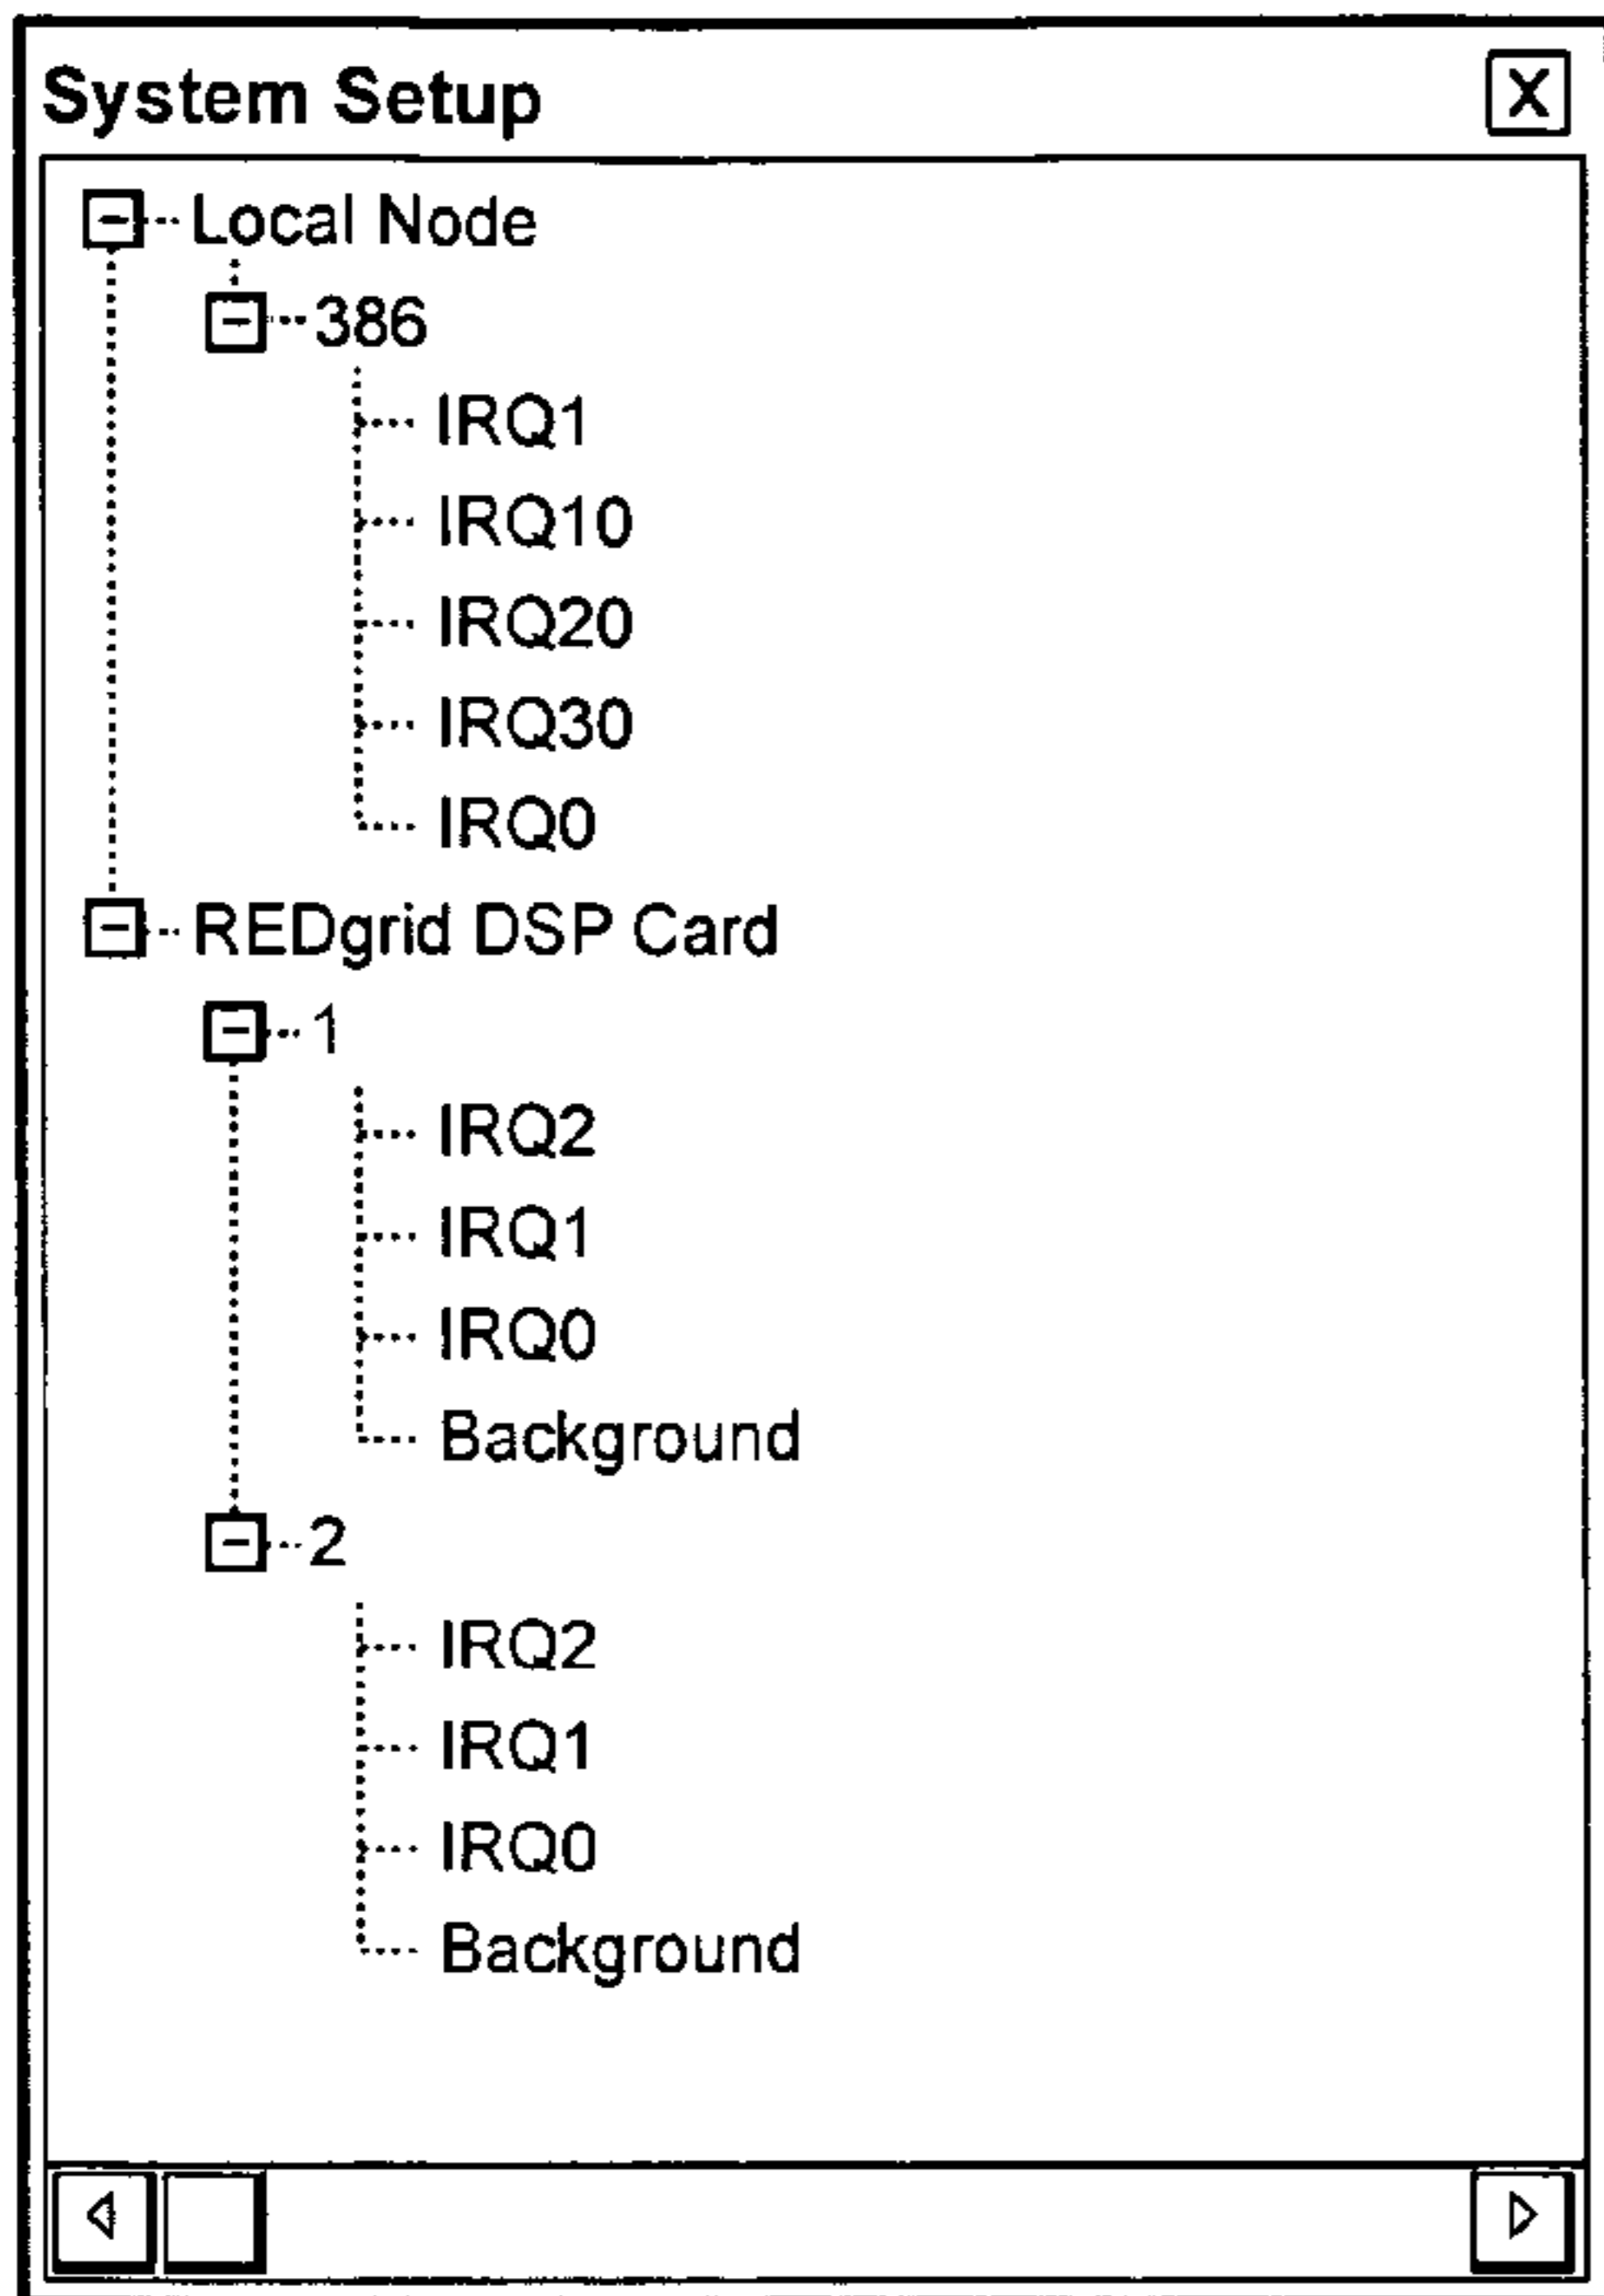 System Setup X
Local Node
386
IRQ1
IRQ10
IRQ20
IRQ30
IRQ0
REDgrid DSP Card
1
IRQ2
IRQ1
IRQ0
Background
2
IRQ2
IRQ1
IRQ0
Background